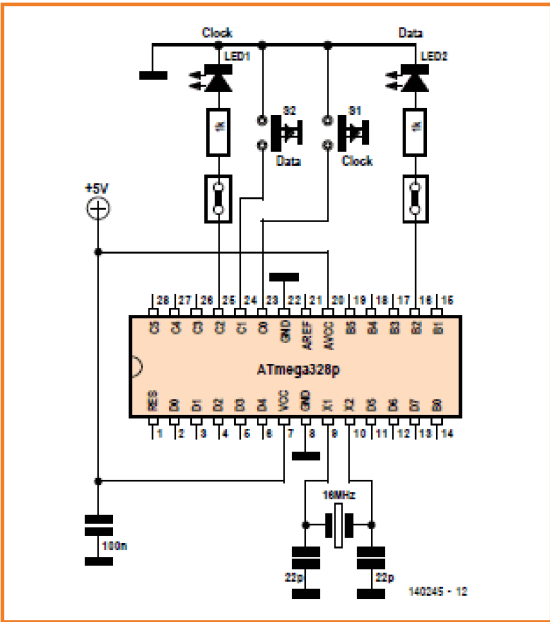 Clock Data
LED1 LED2
S2 S1
1k 1k
Data Clock
+5V
28 27 26 25 24 23 22 21 20 19 18 17 16 15
C5 C4 C3 C2 C1 C0 GND AREF AVCC B5 B4 B3 B2 B1
ATmega328p
RES D0 D1 D2 D3 D4 VCC GND X1 X2 D5 D6 D7 B0
1 2 3 4 5 6 7 8 9 10 11 12 13 14
16MHz
100n
22p 22p
140245 - 12